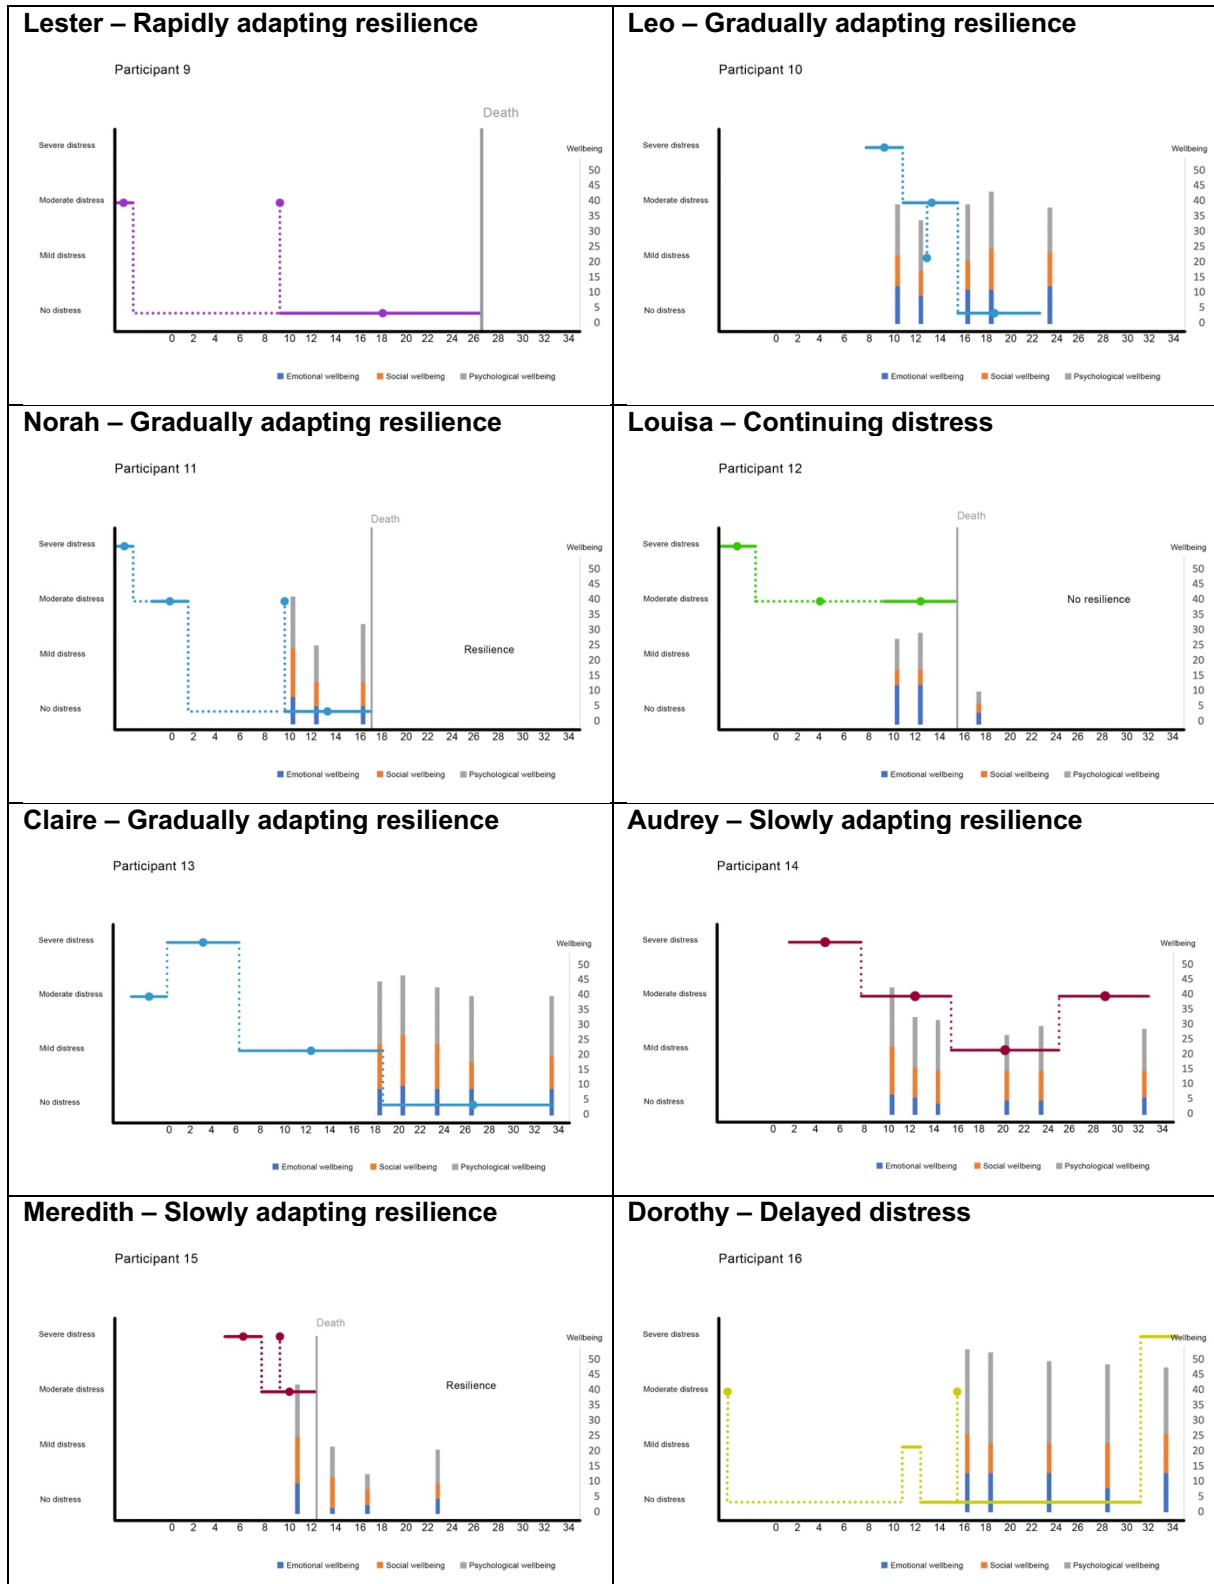 Lester – Rapidly adapting resilience
Participant 9
Death
Severe distress
Moderate distress
Mild distress
No distress
Wellbeing
50
45
40
35
30
25
20
15
10
5
0
0 2 4 6 8 10 12 14 16 18 20 22 24 26 28 30 32 34
Emotional wellbeing Social wellbeing Psychological wellbeing
Leo – Gradually adapting resilience
Participant 10
Severe distress
Moderate distress
Mild distress
No distress
Wellbeing
50
45
40
35
30
25
20
15
10
5
0
0 2 4 6 8 10 12 14 16 18 20 22 24 26 28 30 32 34
Emotional wellbeing Social wellbeing Psychological wellbeing
Norah – Gradually adapting resilience
Participant 11
Death
Severe distress
Moderate distress
Mild distress
No distress
Resilience
Wellbeing
50
45
40
35
30
25
20
15
10
5
0
0 2 4 6 8 10 12 14 16 18 20 22 24 26 28 30 32 34
Emotional wellbeing Social wellbeing Psychological wellbeing
Louisa – Continuing distress
Participant 12
Death
Severe distress
Moderate distress
Mild distress
No distress
No resilience
Wellbeing
50
45
40
35
30
25
20
15
10
5
0
0 2 4 6 8 10 12 14 16 18 20 22 24 26 28 30 32 34
Emotional wellbeing Social wellbeing Psychological wellbeing
Claire – Gradually adapting resilience
Participant 13
Severe distress
Moderate distress
Mild distress
No distress
Wellbeing
50
45
40
35
30
25
20
15
10
5
0
0 2 4 6 8 10 12 14 16 18 20 22 24 26 28 30 32 34
Emotional wellbeing Social wellbeing Psychological wellbeing
Audrey – Slowly adapting resilience
Participant 14
Severe distress
Moderate distress
Mild distress
No distress
Wellbeing
50
45
40
35
30
25
20
15
10
5
0
0 2 4 6 8 10 12 14 16 18 20 22 24 26 28 30 32 34
Emotional wellbeing Social wellbeing Psychological wellbeing
Meredith – Slowly adapting resilience
Participant 15
Death
Severe distress
Moderate distress
Mild distress
No distress
Resilience
Wellbeing
50
45
40
35
30
25
20
15
10
5
0
0 2 4 6 8 10 12 14 16 18 20 22 24 26 28 30 32 34
Emotional wellbeing Social wellbeing Psychological wellbeing
Dorothy – Delayed distress
Participant 16
Severe distress
Moderate distress
Mild distress
No distress
Wellbeing
50
45
40
35
30
25
20
15
10
5
0
0 2 4 6 8 10 12 14 16 18 20 22 24 26 28 30 32 34
Emotional wellbeing Social wellbeing Psychological wellbeing